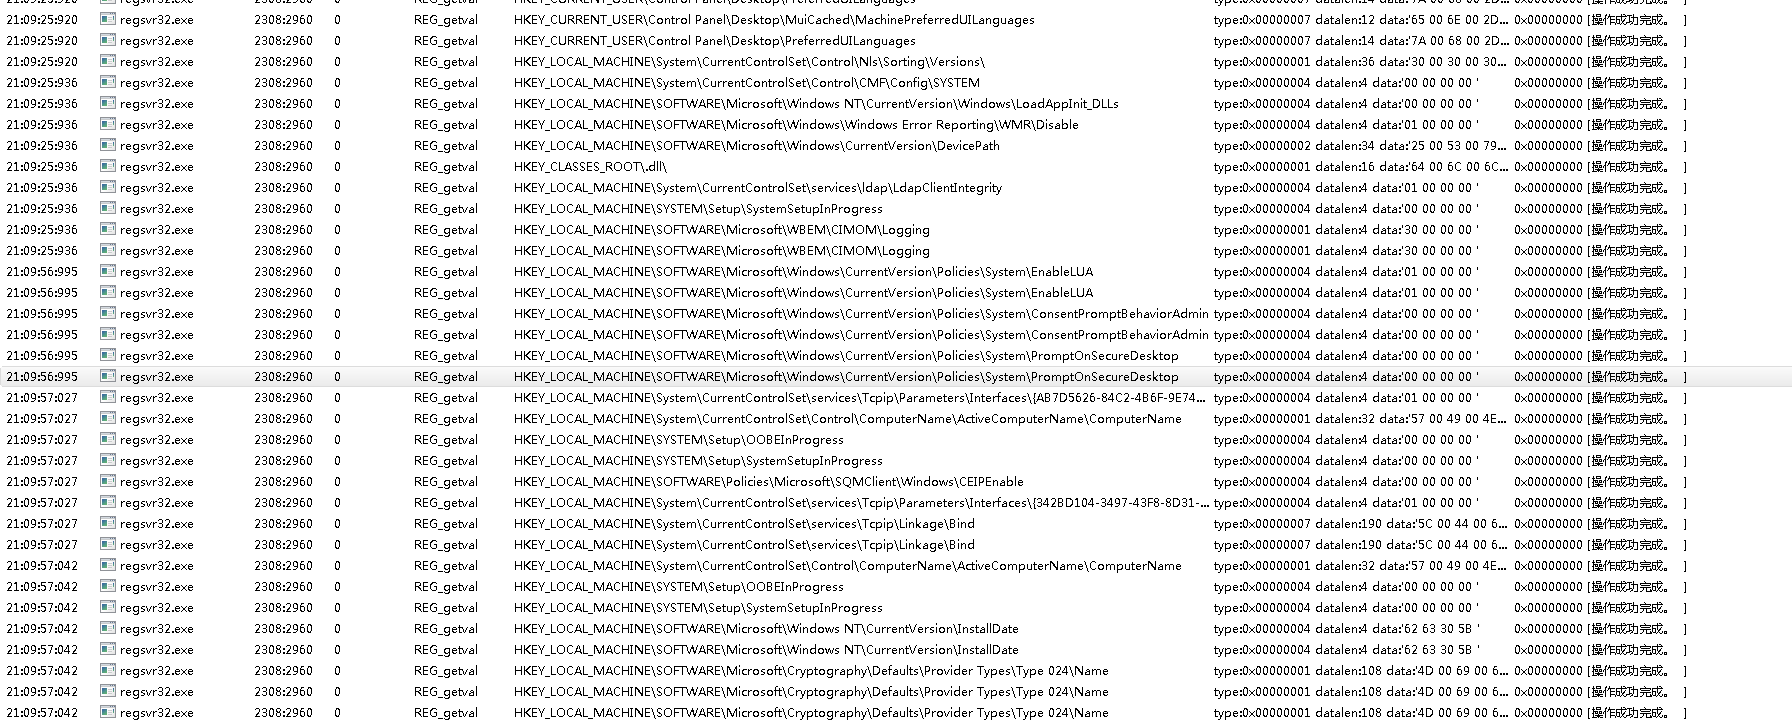 21:09:25:920 regsvr32.exe 2308:2960 0 REG_getval HKEY_CURRENT_USER\Control Panel\Desktop\PreferredUILanguages type:0x00000007 datalen:14 data:'7A 00 68 00 2D... 0x00000000 [操作成功完成。 ]
HKEY_CURRENT_USER\Control Panel\Desktop\MuiCached\MachinePreferredUILanguages type:0x00000007 datalen:12 data:'65 00 6E 00 2D... 0x00000000 [操作成功完成。 ]
21:09:25:920 regsvr32.exe 2308:2960 0 REG_getval HKEY_CURRENT_USER\Control Panel\Desktop\PreferredUILanguages type:0x00000007 datalen:14 data:'7A 00 68 00 2D... 0x00000000 [操作成功完成。 ]
21:09:25:920 regsvr32.exe 2308:2960 0 REG_getval HKEY_LOCAL_MACHINE\System\CurrentControlSet\Control\Nls\Sorting\Versions\ type:0x00000001 datalen:36 data:'30 00 30 00 30... 0x00000000 [操作成功完成。 ]
21:09:25:936 regsvr32.exe 2308:2960 0 REG_getval HKEY_LOCAL_MACHINE\System\CurrentControlSet\Control\CMF\Config\SYSTEM type:0x00000004 datalen:4 data:'00 00 00 00 ' 0x00000000 [操作成功完成。 ]
21:09:25:936 regsvr32.exe 2308:2960 0 REG_getval HKEY_LOCAL_MACHINE\SOFTWARE\Microsoft\Windows NT\CurrentVersion\Windows\LoadAppInit_DLLs type:0x00000004 datalen:4 data:'00 00 00 00 ' 0x00000000 [操作成功完成。 ]
21:09:25:936 regsvr32.exe 2308:2960 0 REG_getval HKEY_LOCAL_MACHINE\SOFTWARE\Microsoft\Windows\Windows Error Reporting\WMR\Disable type:0x00000004 datalen:4 data:'01 00 00 00 ' 0x00000000 [操作成功完成。 ]
21:09:25:936 regsvr32.exe 2308:2960 0 REG_getval HKEY_LOCAL_MACHINE\SOFTWARE\Microsoft\Windows\CurrentVersion\DevicePath type:0x00000002 datalen:34 data:'25 00 53 00 79... 0x00000000 [操作成功完成。 ]
21:09:25:936 regsvr32.exe 2308:2960 0 REG_getval HKEY_CLASSES_ROOT\.dll\ type:0x00000001 datalen:16 data:'64 00 6C 00 6C... 0x00000000 [操作成功完成。 ]
21:09:25:936 regsvr32.exe 2308:2960 0 REG_getval HKEY_LOCAL_MACHINE\System\CurrentControlSet\services\ldap\LdapClientIntegrity type:0x00000004 datalen:4 data:'01 00 00 00 ' 0x00000000 [操作成功完成。 ]
21:09:25:936 regsvr32.exe 2308:2960 0 REG_getval HKEY_LOCAL_MACHINE\SYSTEM\Setup\SystemSetupInProgress type:0x00000004 datalen:4 data:'00 00 00 00 ' 0x00000000 [操作成功完成。 ]
21:09:25:936 regsvr32.exe 2308:2960 0 REG_getval HKEY_LOCAL_MACHINE\SOFTWARE\Microsoft\WBEM\CIMOM\Logging type:0x00000001 datalen:4 data:'30 00 00 00 ' 0x00000000 [操作成功完成。 ]
21:09:25:936 regsvr32.exe 2308:2960 0 REG_getval HKEY_LOCAL_MACHINE\SOFTWARE\Microsoft\WBEM\CIMOM\Logging type:0x00000001 datalen:4 data:'30 00 00 00 ' 0x00000000 [操作成功完成。 ]
21:09:56:995 regsvr32.exe 2308:2960 0 REG_getval HKEY_LOCAL_MACHINE\SOFTWARE\Microsoft\Windows\CurrentVersion\Policies\System\EnableLUA type:0x00000004 datalen:4 data:'01 00 00 00 ' 0x00000000 [操作成功完成。 ]
21:09:56:995 regsvr32.exe 2308:2960 0 REG_getval HKEY_LOCAL_MACHINE\SOFTWARE\Microsoft\Windows\CurrentVersion\Policies\System\EnableLUA type:0x00000004 datalen:4 data:'01 00 00 00 ' 0x00000000 [操作成功完成。 ]
21:09:56:995 regsvr32.exe 2308:2960 0 REG_getval HKEY_LOCAL_MACHINE\SOFTWARE\Microsoft\Windows\CurrentVersion\Policies\System\ConsentPromptBehaviorAdmin type:0x00000004 datalen:4 data:'00 00 00 00 ' 0x00000000 [操作成功完成。 ]
21:09:56:995 regsvr32.exe 2308:2960 0 REG_getval HKEY_LOCAL_MACHINE\SOFTWARE\Microsoft\Windows\CurrentVersion\Policies\System\ConsentPromptBehaviorAdmin type:0x00000004 datalen:4 data:'00 00 00 00 ' 0x00000000 [操作成功完成。 ]
21:09:56:995 regsvr32.exe 2308:2960 0 REG_getval HKEY_LOCAL_MACHINE\SOFTWARE\Microsoft\Windows\CurrentVersion\Policies\System\PromptOnSecureDesktop type:0x00000004 datalen:4 data:'00 00 00 00 ' 0x00000000 [操作成功完成。 ]
21:09:56:995 regsvr32.exe 2308:2960 0 REG_getval HKEY_LOCAL_MACHINE\SOFTWARE\Microsoft\Windows\CurrentVersion\Policies\System\PromptOnSecureDesktop type:0x00000004 datalen:4 data:'00 00 00 00 ' 0x00000000 [操作成功完成。 ]
21:09:57:027 regsvr32.exe 2308:2960 0 REG_getval HKEY_LOCAL_MACHINE\System\CurrentControlSet\services\Tcpip\Parameters\Interfaces\{AB7D5626-84C2-4B6F-9E74... type:0x00000004 datalen:4 data:'01 00 00 00 ' 0x00000000 [操作成功完成。 ]
21:09:57:027 regsvr32.exe 2308:2960 0 REG_getval HKEY_LOCAL_MACHINE\System\CurrentControlSet\Control\ComputerName\ActiveComputerName\ComputerName type:0x00000001 datalen:32 data:'57 00 49 00 4E... 0x00000000 [操作成功完成。 ]
21:09:57:027 regsvr32.exe 2308:2960 0 REG_getval HKEY_LOCAL_MACHINE\SYSTEM\Setup\OOBEInProgress type:0x00000004 datalen:4 data:'00 00 00 00 ' 0x00000000 [操作成功完成。 ]
21:09:57:027 regsvr32.exe 2308:2960 0 REG_getval HKEY_LOCAL_MACHINE\SYSTEM\Setup\SystemSetupInProgress type:0x00000004 datalen:4 data:'00 00 00 00 ' 0x00000000 [操作成功完成。 ]
21:09:57:027 regsvr32.exe 2308:2960 0 REG_getval HKEY_LOCAL_MACHINE\SOFTWARE\Policies\Microsoft\SQMClient\Windows\CEIPEnable type:0x00000004 datalen:4 data:'00 00 00 00 ' 0x00000000 [操作成功完成。 ]
21:09:57:027 regsvr32.exe 2308:2960 0 REG_getval HKEY_LOCAL_MACHINE\System\CurrentControlSet\services\Tcpip\Parameters\Interfaces\{342BD104-3497-43F8-8D31-... type:0x00000004 datalen:4 data:'01 00 00 00 ' 0x00000000 [操作成功完成。 ]
21:09:57:027 regsvr32.exe 2308:2960 0 REG_getval HKEY_LOCAL_MACHINE\System\CurrentControlSet\services\Tcpip\Linkage\Bind type:0x00000007 datalen:190 data:'5C 00 44 00 6... 0x00000000 [操作成功完成。 ]
21:09:57:027 regsvr32.exe 2308:2960 0 REG_getval HKEY_LOCAL_MACHINE\System\CurrentControlSet\services\Tcpip\Linkage\Bind type:0x00000007 datalen:190 data:'5C 00 44 00 6... 0x00000000 [操作成功完成。 ]
21:09:57:042 regsvr32.exe 2308:2960 0 REG_getval HKEY_LOCAL_MACHINE\System\CurrentControlSet\Control\ComputerName\ActiveComputerName\ComputerName type:0x00000001 datalen:32 data:'57 00 49 00 4E... 0x00000000 [操作成功完成。 ]
21:09:57:042 regsvr32.exe 2308:2960 0 REG_getval HKEY_LOCAL_MACHINE\SYSTEM\Setup\OOBEInProgress type:0x00000004 datalen:4 data:'00 00 00 00 ' 0x00000000 [操作成功完成。 ]
21:09:57:042 regsvr32.exe 2308:2960 0 REG_getval HKEY_LOCAL_MACHINE\SYSTEM\Setup\SystemSetupInProgress type:0x00000004 datalen:4 data:'00 00 00 00 ' 0x00000000 [操作成功完成。 ]
21:09:57:042 regsvr32.exe 2308:2960 0 REG_getval HKEY_LOCAL_MACHINE\SOFTWARE\Microsoft\Windows NT\CurrentVersion\InstallDate type:0x00000004 datalen:4 data:'62 63 30 5B ' 0x00000000 [操作成功完成。 ]
21:09:57:042 regsvr32.exe 2308:2960 0 REG_getval HKEY_LOCAL_MACHINE\SOFTWARE\Microsoft\Windows NT\CurrentVersion\InstallDate type:0x00000004 datalen:4 data:'62 63 30 5B ' 0x00000000 [操作成功完成。 ]
21:09:57:042 regsvr32.exe 2308:2960 0 REG_getval HKEY_LOCAL_MACHINE\SOFTWARE\Microsoft\Cryptography\Defaults\Provider Types\Type 024\Name type:0x00000001 datalen:108 data:'4D 00 69 00 6... 0x00000000 [操作成功完成。 ]
21:09:57:042 regsvr32.exe 2308:2960 0 REG_getval HKEY_LOCAL_MACHINE\SOFTWARE\Microsoft\Cryptography\Defaults\Provider Types\Type 024\Name type:0x00000001 datalen:108 data:'4D 00 69 00 6... 0x00000000 [操作成功完成。 ]
21:09:57:042 regsvr32.exe 2308:2960 0 REG_getval HKEY_LOCAL_MACHINE\SOFTWARE\Microsoft\Cryptography\Defaults\Provider Types\Type 024\Name type:0x00000001 datalen:108 data:'4D 00 69 00 6... 0x00000000 [操作成功完成。 ]